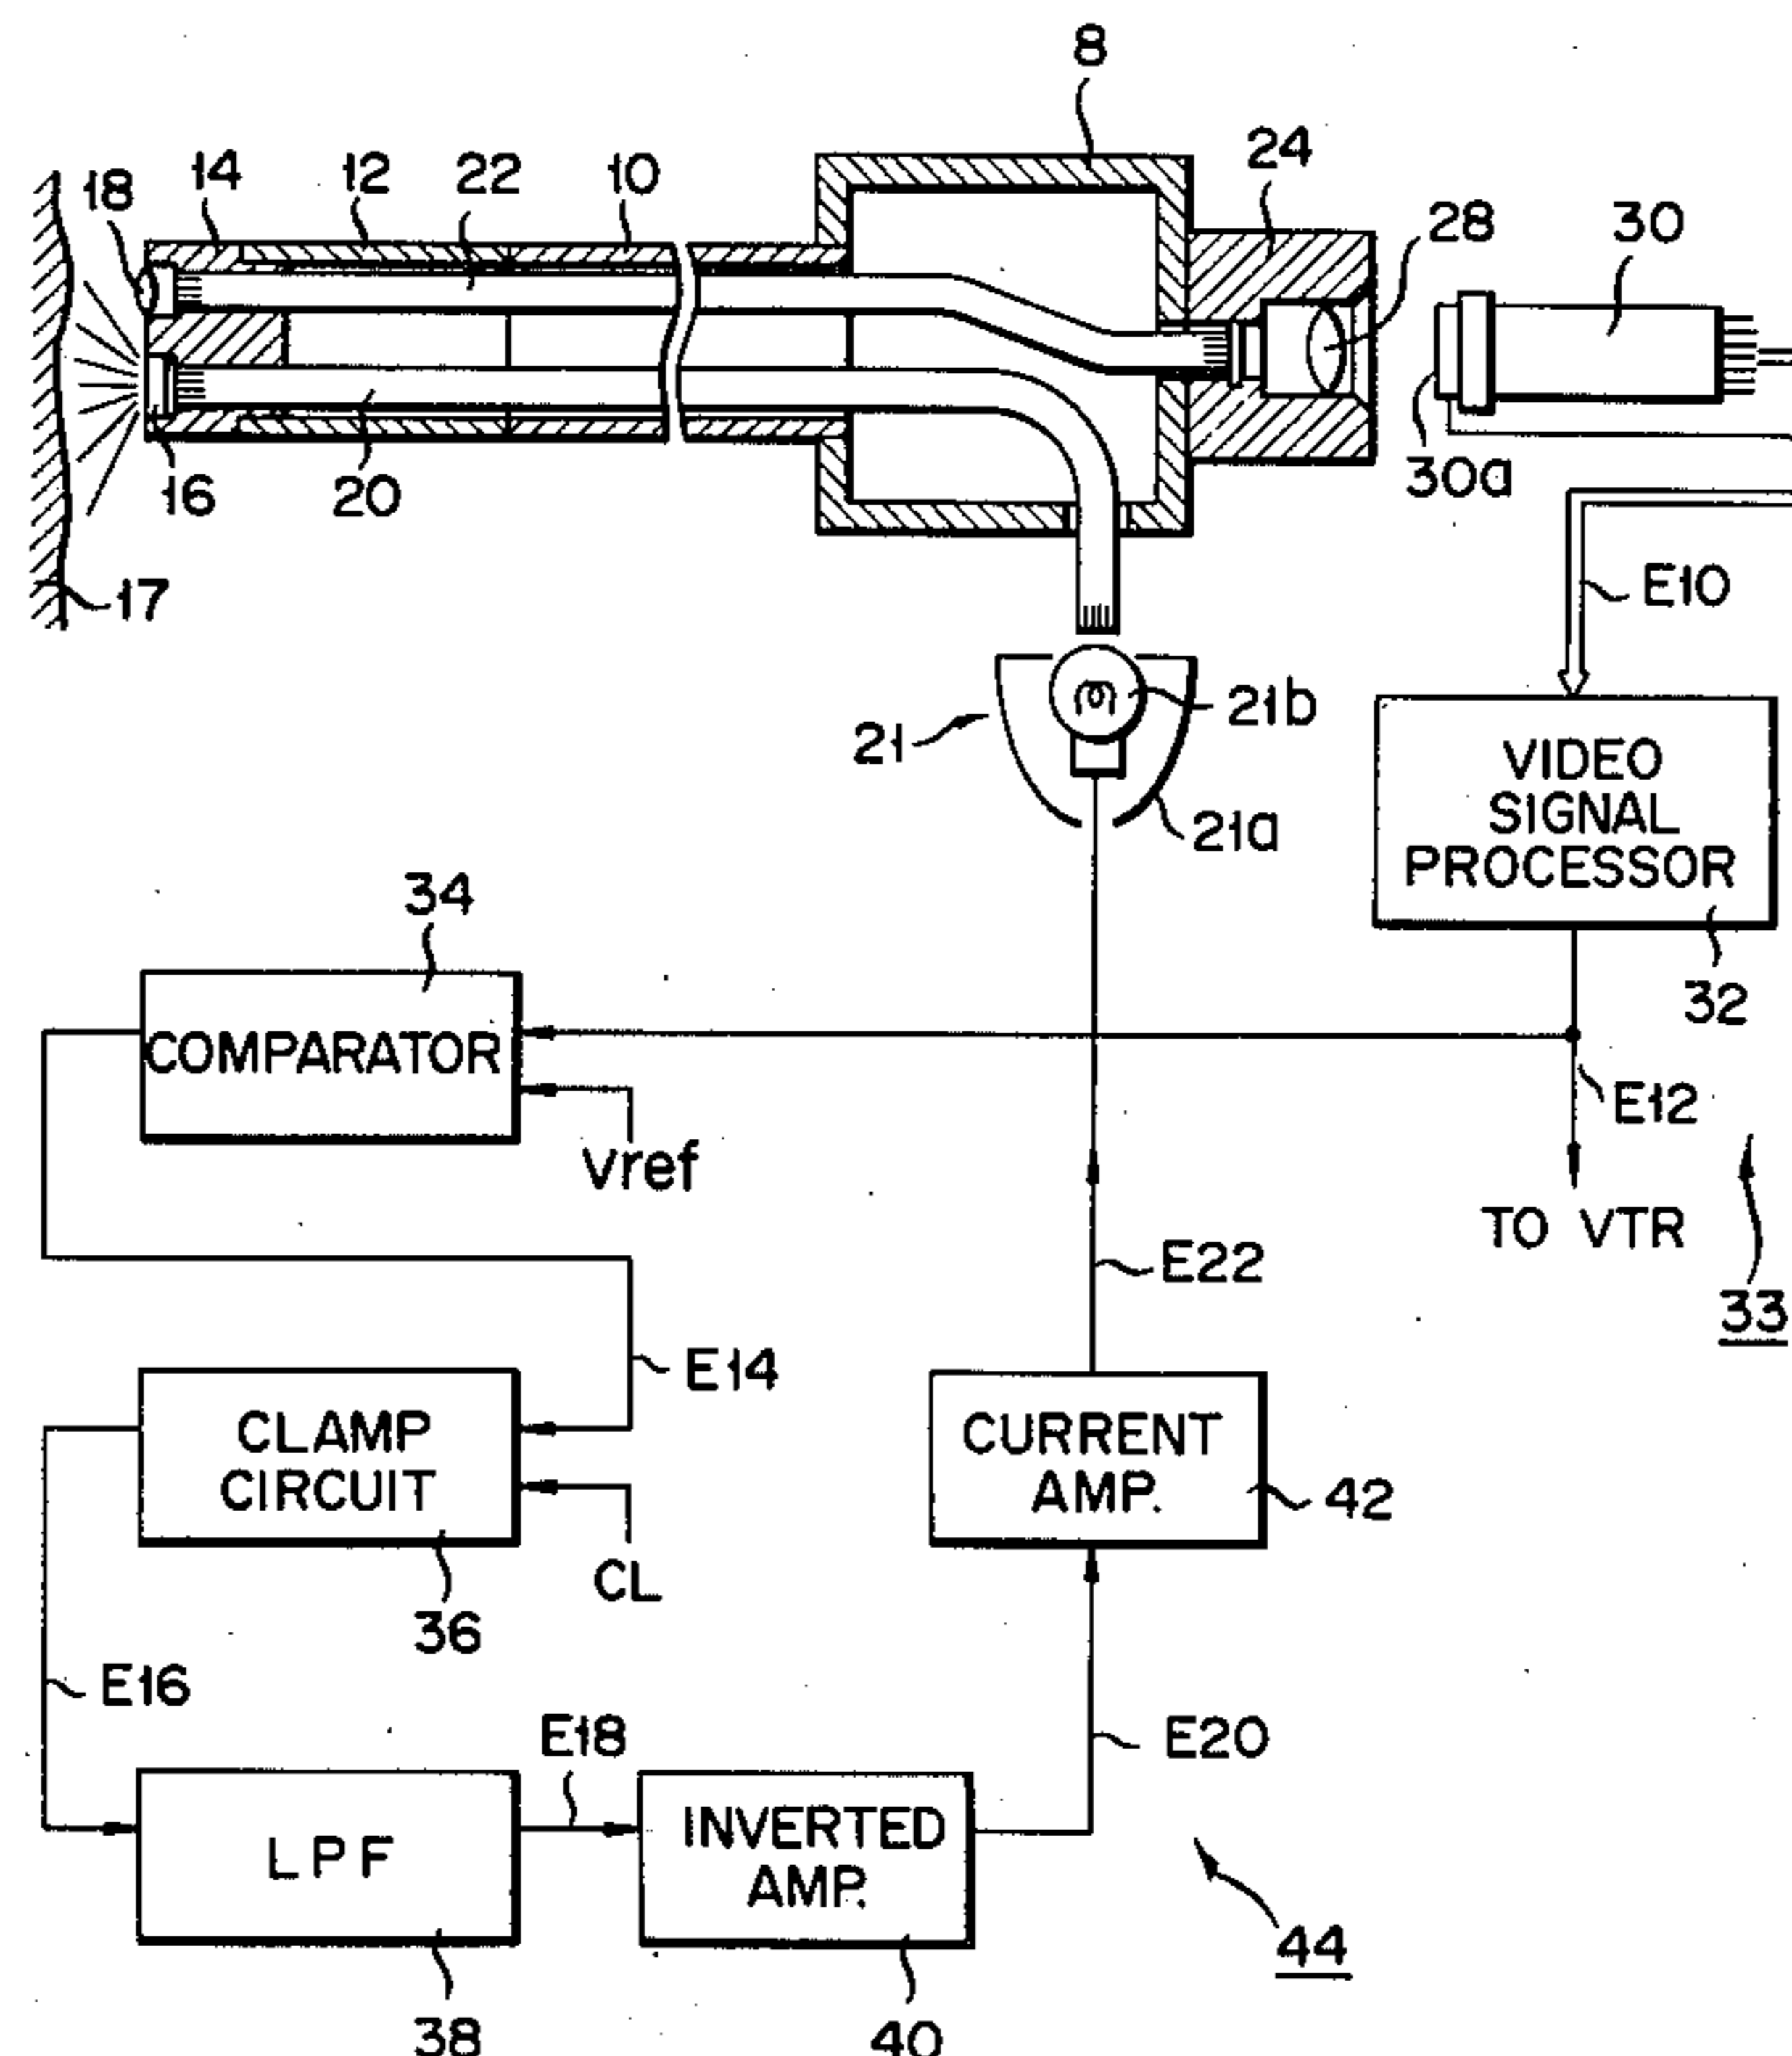 8
14
12
22
10
24
18
28
30
16
20
30a
17
E10
21
21b
21a
VIDEO
SIGNAL
PROCESSOR
32
34
COMPARATOR
Vref
E12
TO VTR
33
E22
E14
CLAMP
CIRCUIT
CL
36
CURRENT
AMP.
42
E16
E18
E20
LPF
INVERTED
AMP.
44
38
40